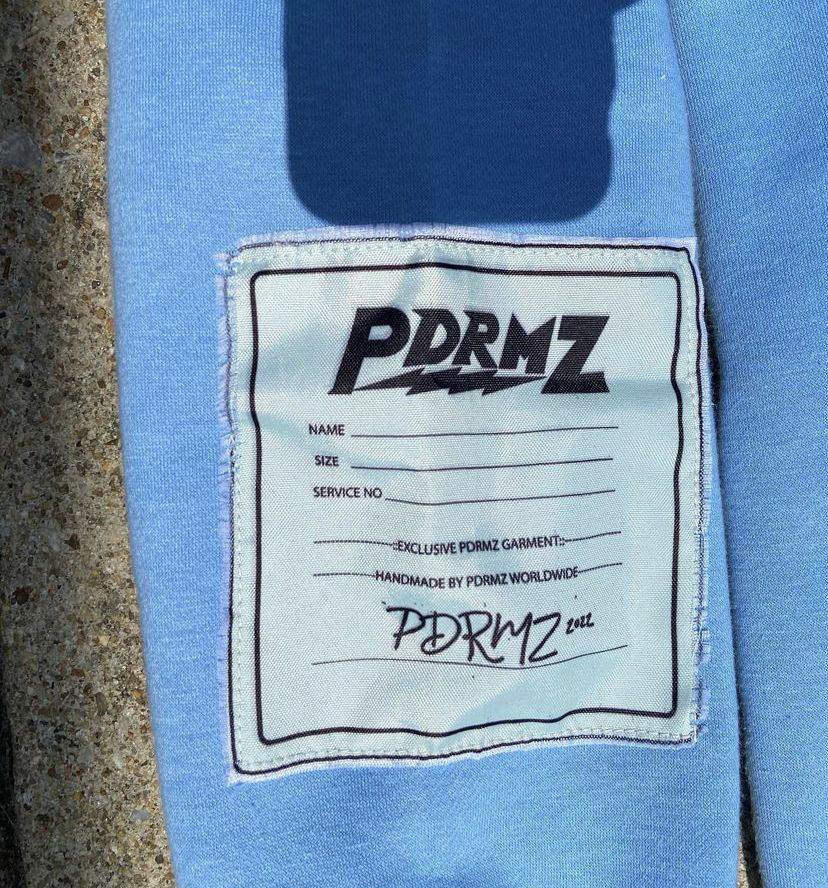 PDRMZ
NAME
SIZE
SERVICE NO
::EXCLUSIVE PDRMZ GARMENT::
HANDMADE BY PDRMZ WORLDWIDE
PDRMZ 2022